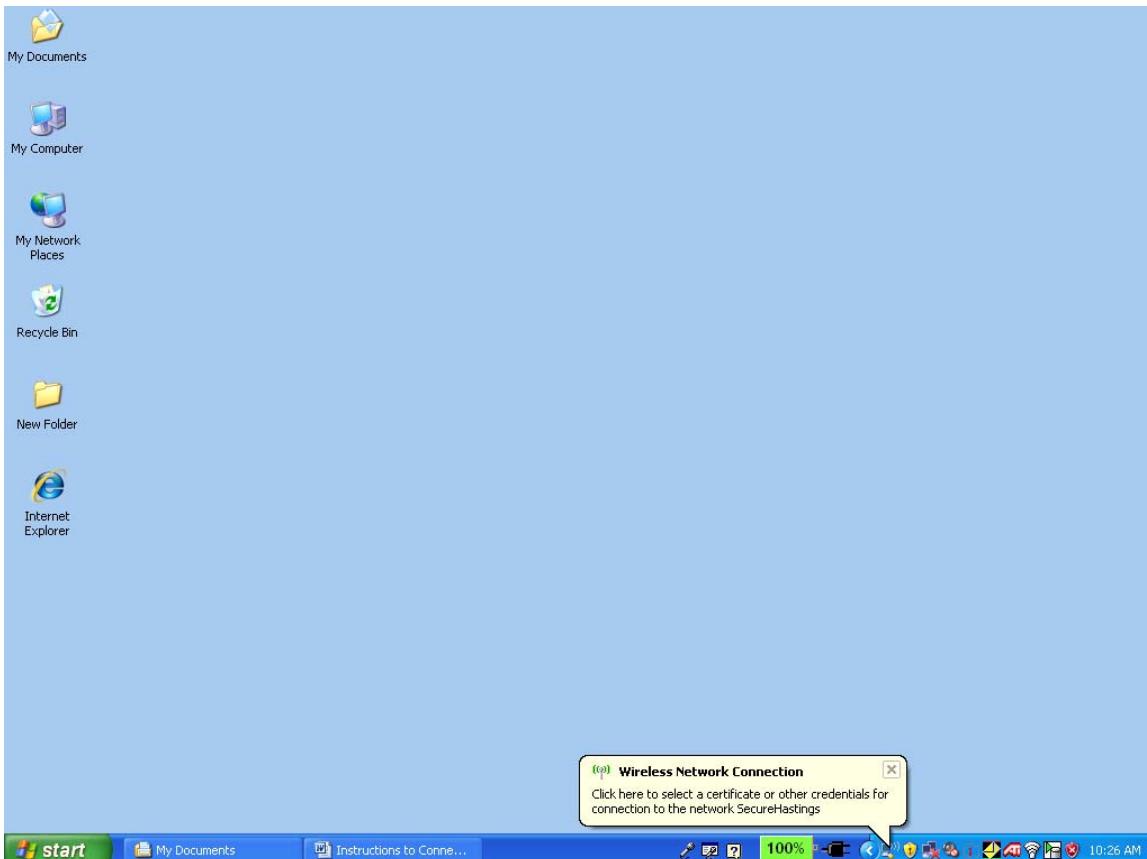 My Documents
My Computer
My Network
Places
Recycle Bin
New Folder
Internet
Explorer
Wireless Network Connection
Click here to select a certificate or other credentials for
connection to the network SecureHastings
start
My Documents
Instructions to Conne...
100%
ATI
10:26 AM